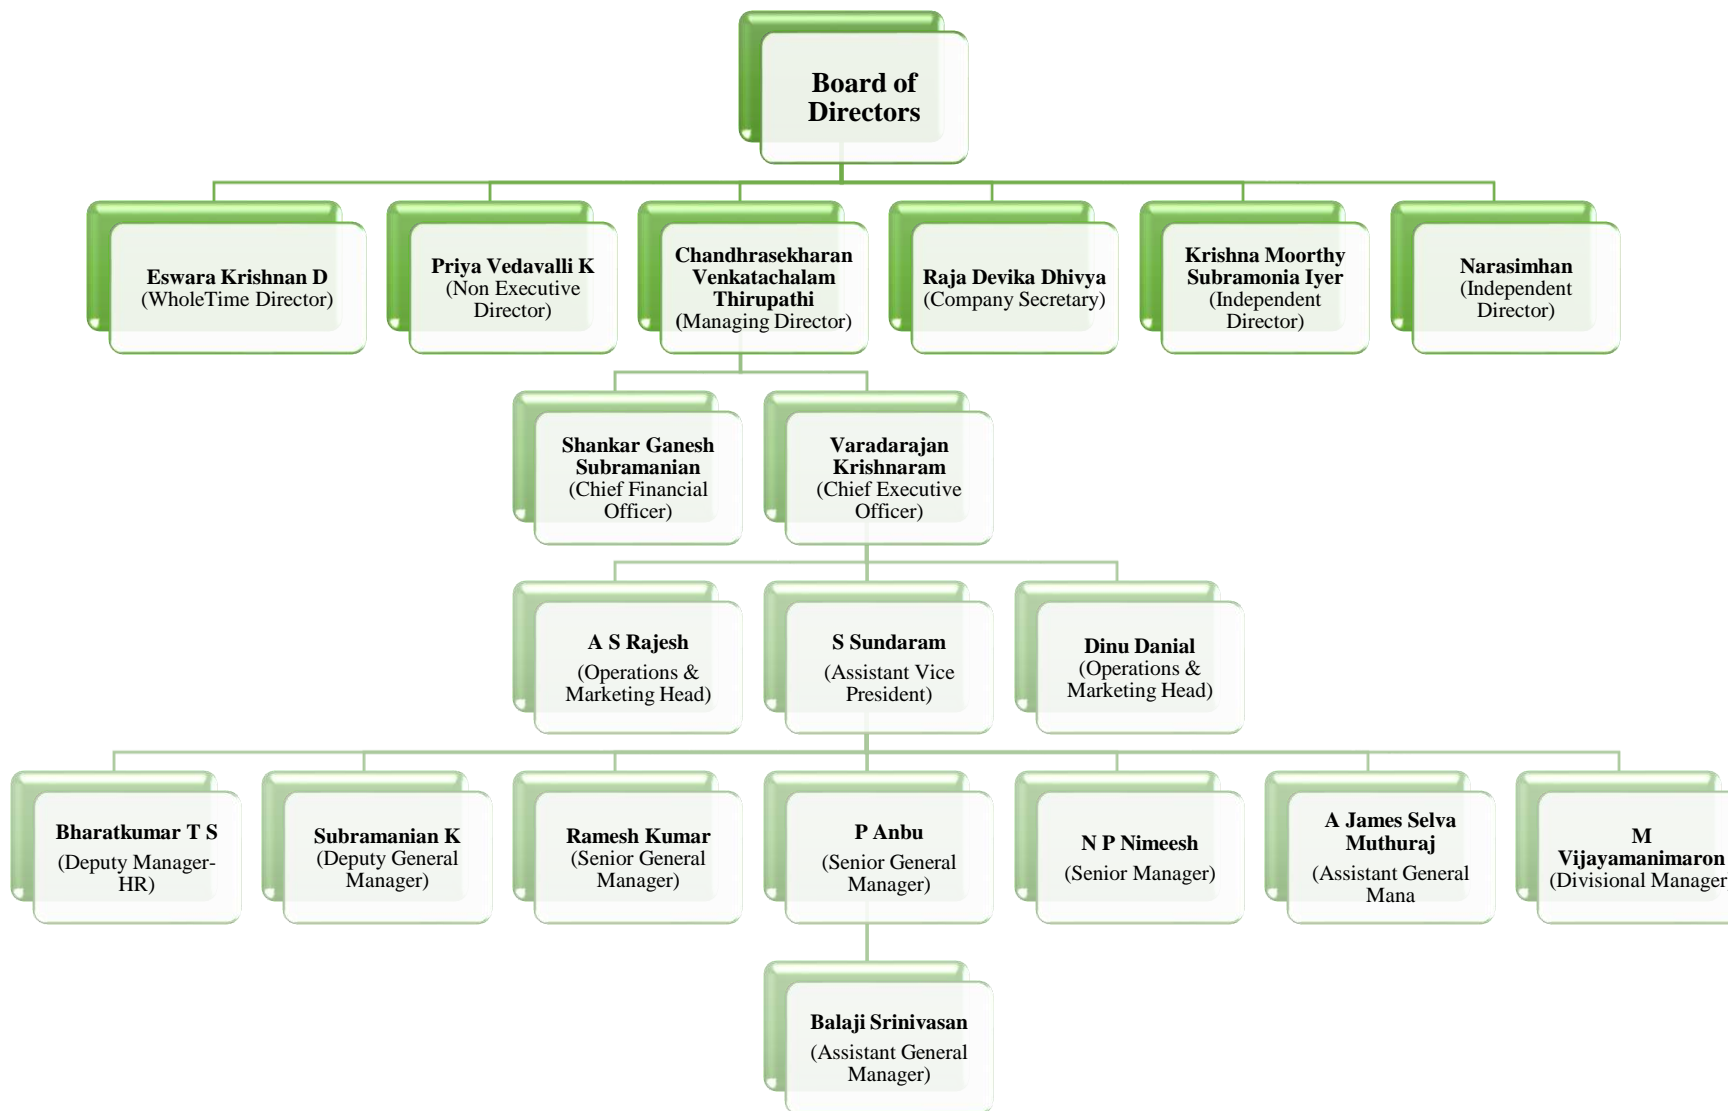 Board of
Directors
Eswara Krishnan D
(WholeTime Director)
Priya Vedavalli K
(Non Executive
Director)
Chandhrasekharan
Venkatachalam
Thirupathi
(Managing Director)
Raja Devika Dhivya
(Company Secretary)
Krishna Moorthy
Subramonia Iyer
(Independent
Director)
Narasimhan
(Independent
Director)
Shankar Ganesh
Subramanian
(Chief Financial
Officer)
Varadarajan
Krishnaram
(Chief Executive
Officer)
A S Rajesh
(Operations &
Marketing Head)
S Sundaram
(Assistant Vice
President)
Dinu Danial
(Operations &
Marketing Head)
Bharatkumar T S
(Deputy Manager-
HR)
Subramanian K
(Deputy General
Manager)
Ramesh Kumar
(Senior General
Manager)
P Anbu
(Senior General
Manager)
N P Nimeesh
(Senior Manager)
A James Selva
Muthuraj
(Assistant General
Mana
M
Vijayamanimaron
(Divisional Manager
Balaji Srinivasan
(Assistant General
Manager)